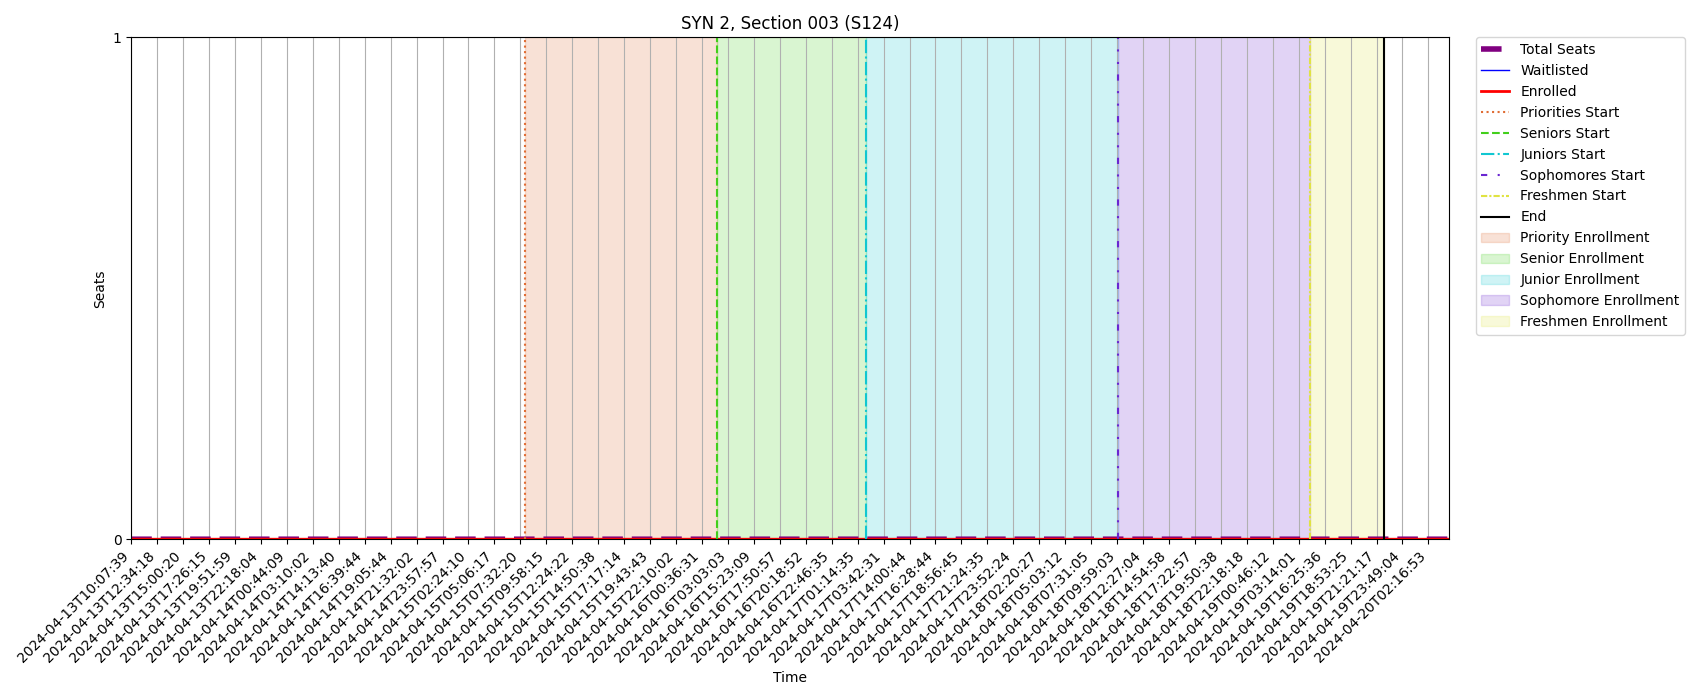 SYN 2, Section 003 (S124)
1
0
Seats
Total Seats
Waitlisted
Enrolled
Priorities Start
Seniors Start
Juniors Start
Sophomores Start
Freshmen Start
End
Priority Enrollment
Senior Enrollment
Junior Enrollment
Sophomore Enrollment
Freshmen Enrollment
2024-04-13T10:07:39
2024-04-13T12:34:18
2024-04-13T15:00:20
2024-04-13T17:26:15
2024-04-13T19:51:59
2024-04-13T22:18:04
2024-04-14T00:44:09
2024-04-14T03:10:02
2024-04-14T14:13:40
2024-04-14T16:39:44
2024-04-14T19:05:44
2024-04-14T21:32:02
2024-04-14T23:57:57
2024-04-15T02:24:10
2024-04-15T05:06:17
2024-04-15T07:32:20
2024-04-15T09:58:15
2024-04-15T12:24:22
2024-04-15T14:50:38
2024-04-15T17:17:14
2024-04-15T19:43:43
2024-04-15T22:10:02
2024-04-16T00:36:31
2024-04-16T03:03:03
2024-04-16T15:23:09
2024-04-16T17:50:57
2024-04-16T20:18:52
2024-04-16T22:46:35
2024-04-17T01:14:35
2024-04-17T03:42:31
2024-04-17T14:00:44
2024-04-17T16:28:44
2024-04-17T18:56:45
2024-04-17T21:24:35
2024-04-17T23:52:24
2024-04-18T02:20:27
2024-04-18T05:03:12
2024-04-18T07:31:05
2024-04-18T09:59:03
2024-04-18T12:27:04
2024-04-18T14:54:58
2024-04-18T17:22:57
2024-04-18T19:50:38
2024-04-18T22:18:18
2024-04-19T00:46:12
2024-04-19T03:14:01
2024-04-19T16:25:36
2024-04-19T18:53:25
2024-04-19T21:21:17
2024-04-19T23:49:04
2024-04-20T02:16:53
Time